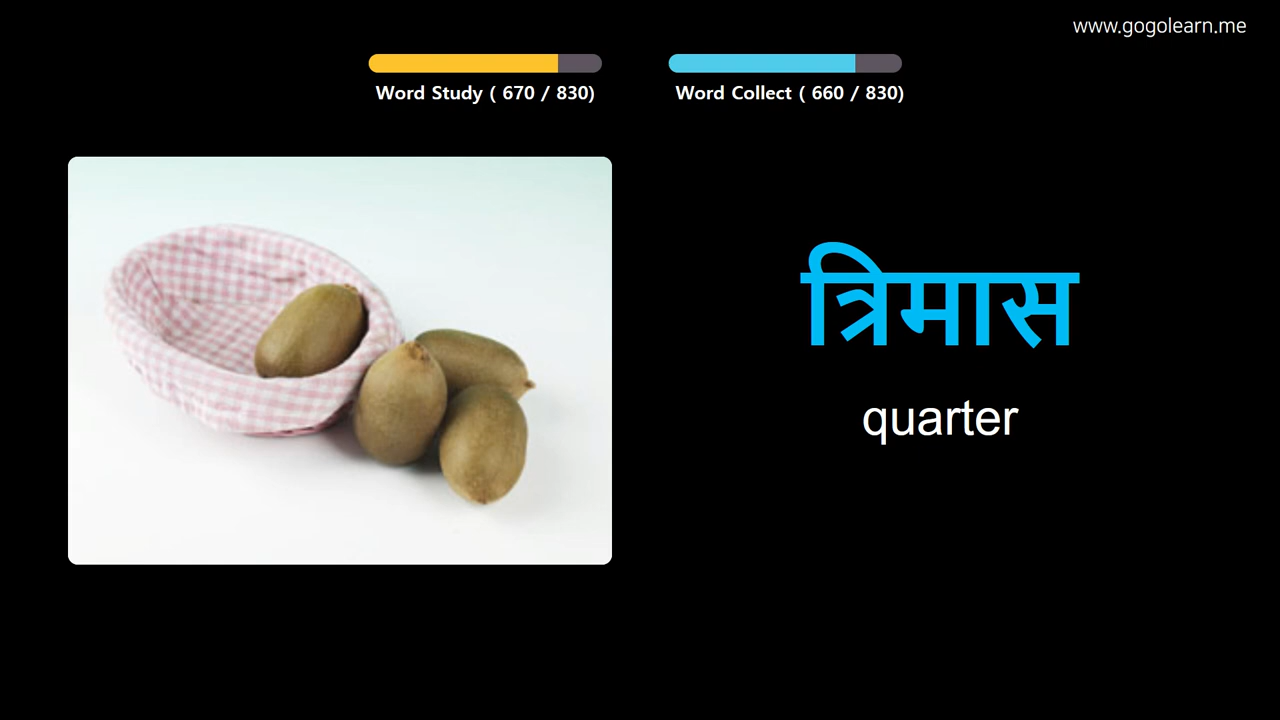 www.gogolearn.me
Word Study ( 670 / 830)
Word Collect ( 660 / 830)
त्रिमास
quarter